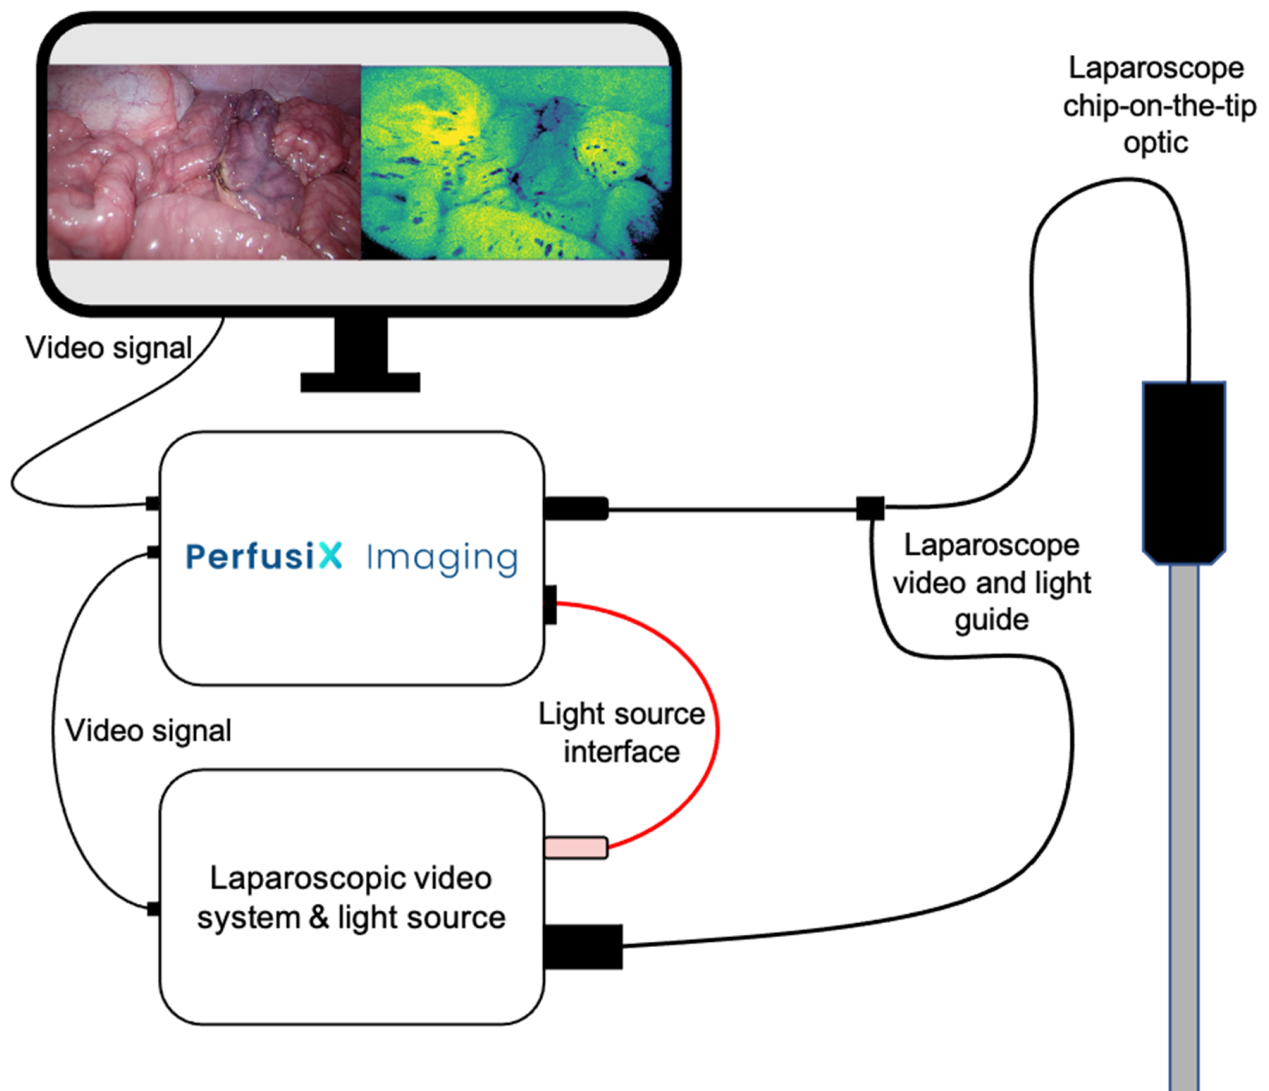 Laparoscope
chip-on-the-tip
optic
Video signal
PerfusiX Imaging
Laparoscope
video and light
guide
Light source
interface
Video signal
Laparoscopic video
system & light source